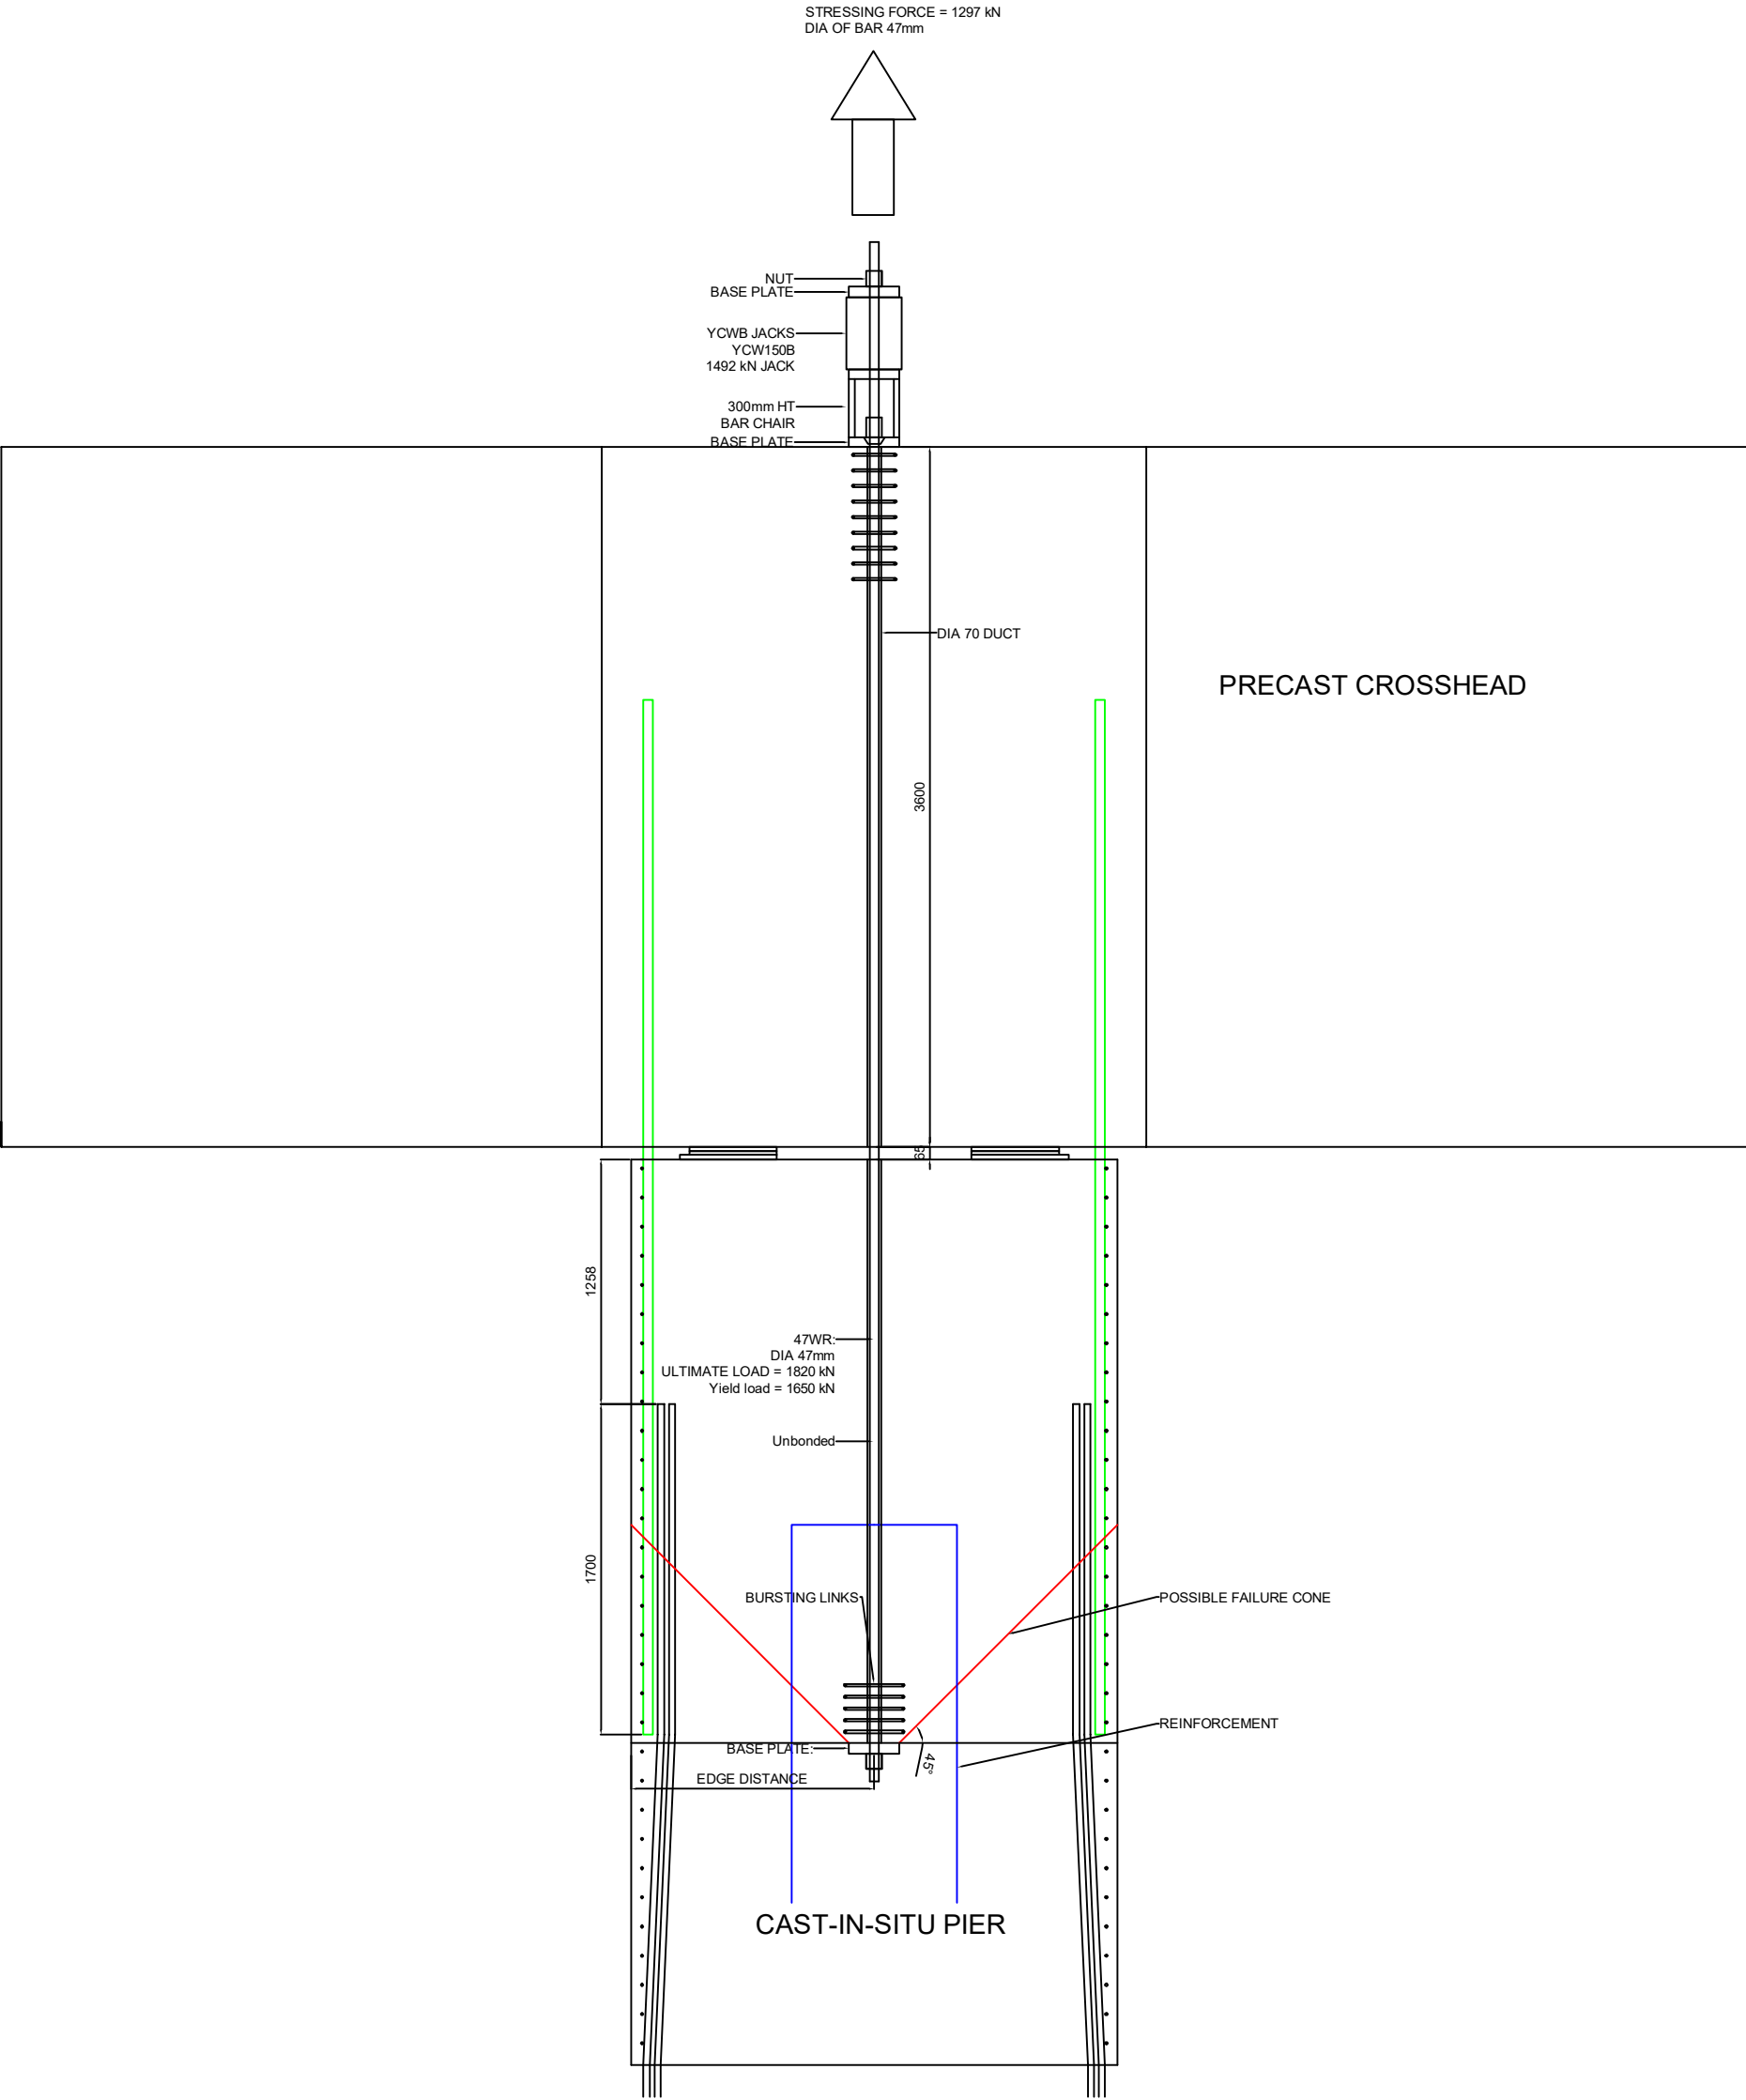 STRESSING FORCE = 1297 kN
DIA OF BAR 47mm
NUT
BASE PLATE
YCWB JACKS
YCW150B
1492 kN JACK
300mm HT
BAR CHAIR
BASE PLATE
DIA 70 DUCT
PRECAST CROSSHEAD
3600
65
1258
47WR:
DIA 47mm
ULTIMATE LOAD = 1820 kN
Yield load = 1650 kN
Unbonded
1700
BURSTING LINKS
POSSIBLE FAILURE CONE
REINFORCEMENT
BASE PLATE:
45°
EDGE DISTANCE
CAST-IN-SITU PIER